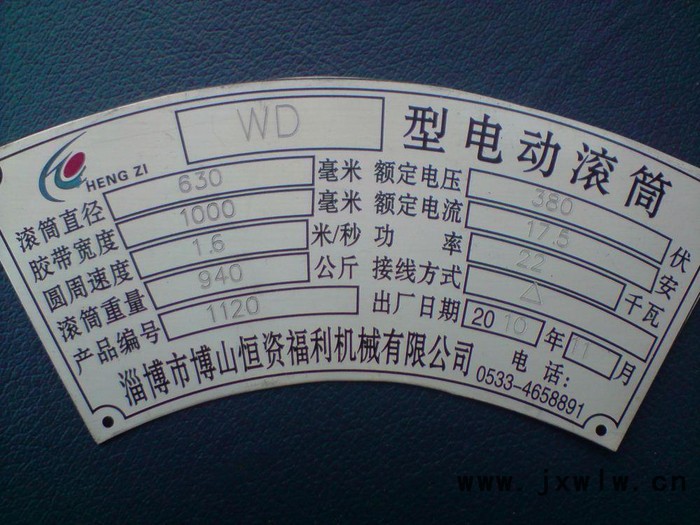 WD 型电动滚筒
HENG ZI
滚筒直径 630 毫米 额定电压 380 伏
胶带宽度 1000 毫米 额定电流 17.5 安
圆周速度 1.6 米/秒 功率 22 千瓦
滚筒重量 940 公斤 接线方式 △
产品编号 1120 出厂日期 2010 年 11 月
淄博市博山恒资福利机械有限公司 电话:0533-4658891
www.jxwlw.cn